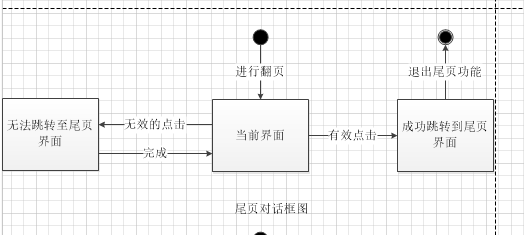 进行翻页
退出尾页功能
无法跳转至尾页
界面
无效的点击
完成
当前界面
有效点击
成功跳转到尾页
界面
尾页对话框图